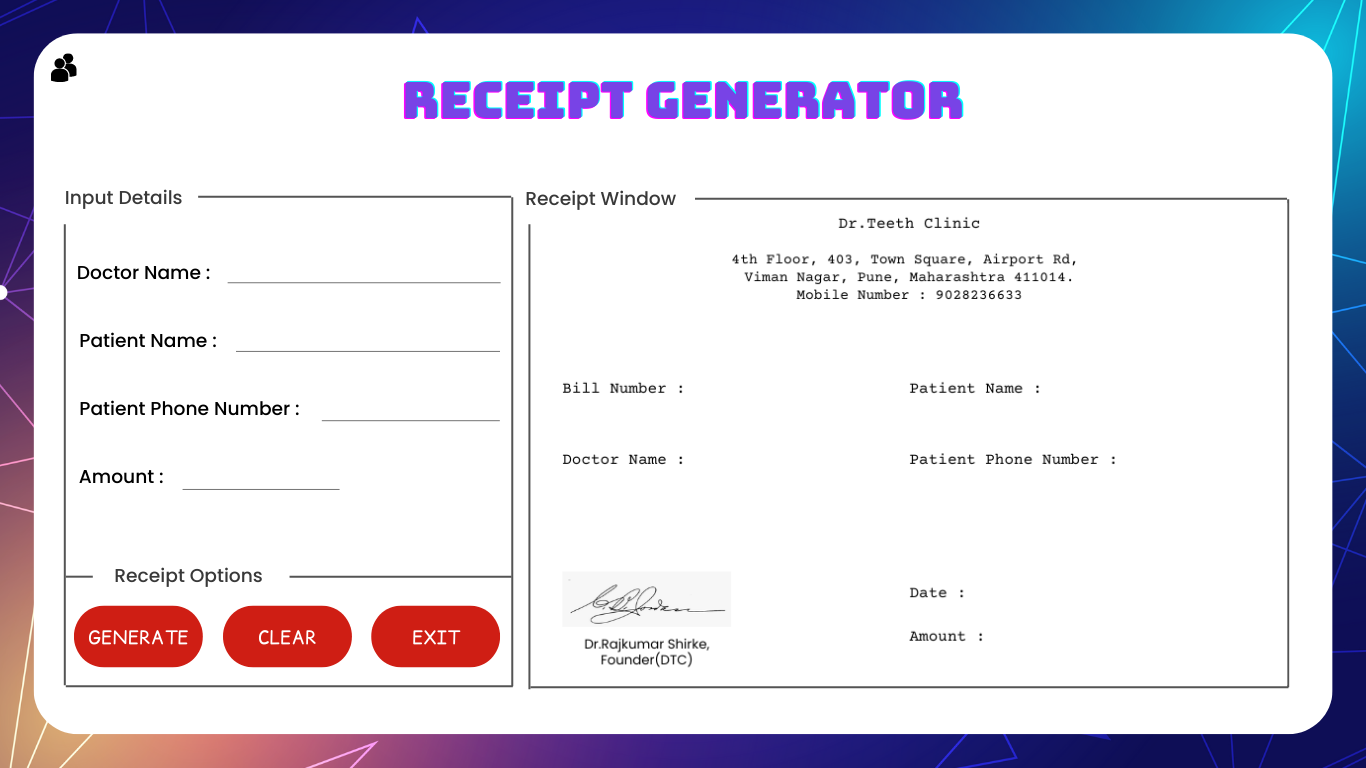 RECEIPT GENERATOR
Input Details
Doctor Name :
Patient Name :
Patient Phone Number :
Amount :
Receipt Options
GENERATE
CLEAR
EXIT
Receipt Window
Dr.Teeth Clinic
4th Floor, 403, Town Square, Airport Rd,
Viman Nagar, Pune, Maharashtra 411014.
Mobile Number : 9028236633
Bill Number :
Patient Name :
Doctor Name :
Patient Phone Number :
Date :
Amount :
Dr.Rajkumar Shirke,
Founder(DTC)